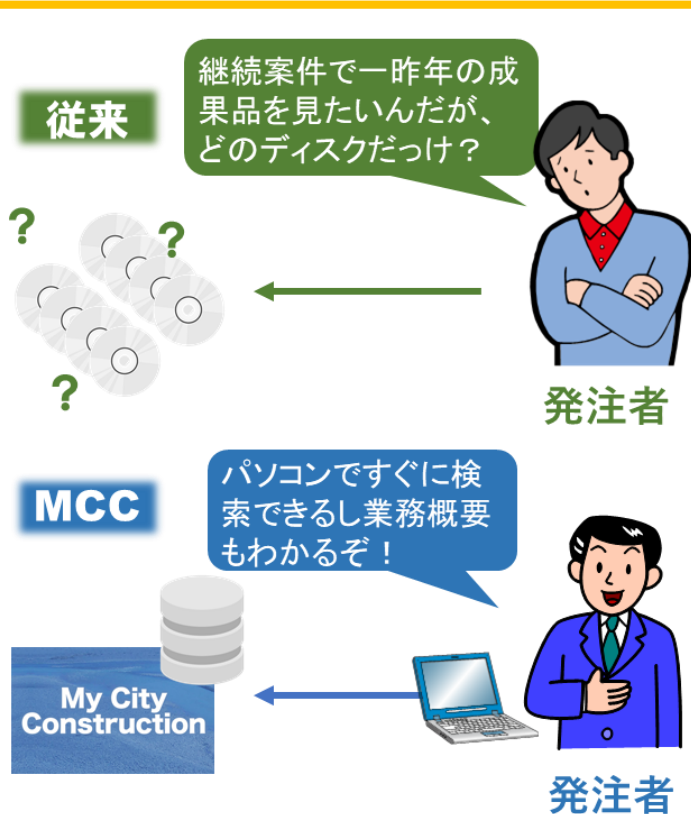 従来
継続案件で一昨年の成
果品を見たいんだが、
どのディスクだっけ？
?
?
?
発注者
MCC
パソコンですぐに検
索できるし業務概要
もわかるぞ！
My City
Construction
発注者